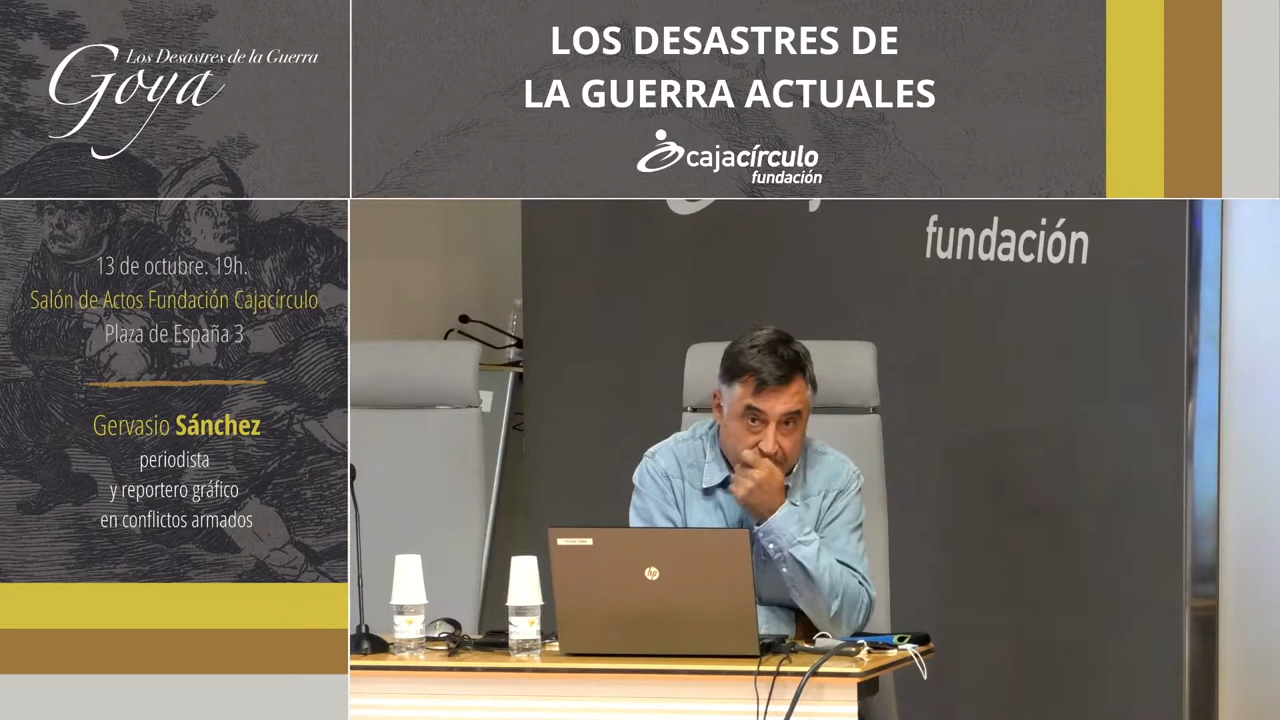 Los Desastres de la Guerra
Goya
LOS DESASTRES DE
LA GUERRA ACTUALES
cajacírculo
fundación
13 de octubre. 19h.
Salón de Actos Fundación Cajacírculo
Plaza de España 3
Gervasio Sánchez
periodista
y reportero gráfico
en conflictos armados
fundación
hp